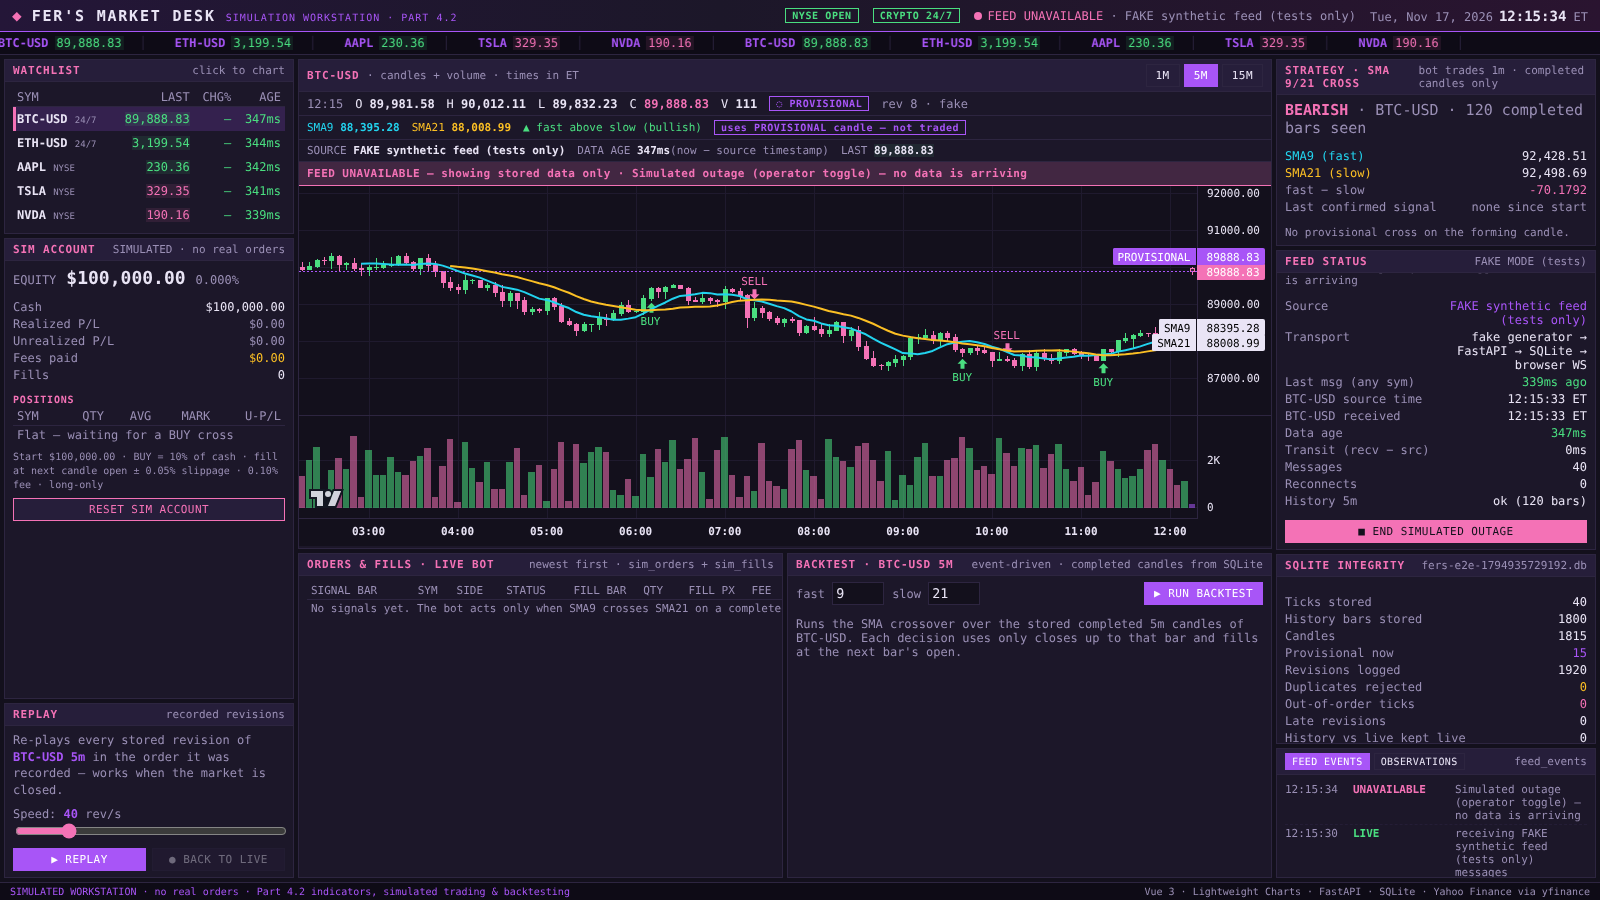 ◆ FER'S MARKET DESK SIMULATION WORKSTATION · PART 4.2
NYSE OPEN CRYPTO 24/7 ● FEED UNAVAILABLE · FAKE synthetic feed (tests only) Tue, Nov 17, 2026 12:15:34 ET
BTC-USD 89,888.83 ETH-USD 3,199.54 AAPL 230.36 TSLA 329.35 NVDA 190.16 BTC-USD 89,888.83 ETH-USD 3,199.54 AAPL 230.36 TSLA 329.35 NVDA 190.16
WATCHLIST click to chart
SYM LAST CHG% AGE
BTC-USD 24/7 89,888.83 — 347ms
ETH-USD 24/7 3,199.54 — 344ms
AAPL NYSE 230.36 — 342ms
TSLA NYSE 329.35 — 341ms
NVDA NYSE 190.16 — 339ms
SIM ACCOUNT SIMULATED · no real orders
EQUITY $100,000.00 0.000%
Cash $100,000.00
Realized P/L $0.00
Unrealized P/L $0.00
Fees paid $0.00
Fills 0
POSITIONS
SYM QTY AVG MARK U-P/L
Flat — waiting for a BUY cross
Start $100,000.00 · BUY = 10% of cash · fill
at next candle open ± 0.05% slippage · 0.10%
fee · long-only
RESET SIM ACCOUNT
REPLAY recorded revisions
Re-plays every stored revision of
BTC-USD 5m in the order it was
recorded — works when the market is
closed.
Speed: 40 rev/s
▶ REPLAY ● BACK TO LIVE
BTC-USD · candles + volume · times in ET 1M 5M 15M
12:15 O 89,981.58 H 90,012.11 L 89,832.23 C 89,888.83 V 111 ◌ PROVISIONAL rev 8 · fake
SMA9 88,395.28 SMA21 88,008.99 ▲ fast above slow (bullish) uses PROVISIONAL candle — not traded
SOURCE FAKE synthetic feed (tests only) DATA AGE 347ms(now − source timestamp) LAST 89,888.83
FEED UNAVAILABLE — showing stored data only · Simulated outage (operator toggle) — no data is arriving
92000.00
91000.00
PROVISIONAL 89888.83
89888.83
SELL
89000.00
BUY
SMA9 88395.28
SELL
SMA21 88008.99
BUY
BUY
87000.00
2K
0
03:00 04:00 05:00 06:00 07:00 08:00 09:00 10:00 11:00 12:00
ORDERS & FILLS · LIVE BOT newest first · sim_orders + sim_fills
SIGNAL BAR SYM SIDE STATUS FILL BAR QTY FILL PX FEE
No signals yet. The bot acts only when SMA9 crosses SMA21 on a complete
BACKTEST · BTC-USD 5M event-driven · completed candles from SQLite
fast 9 slow 21 ▶ RUN BACKTEST
Runs the SMA crossover over the stored completed 5m candles of
BTC-USD. Each decision uses only closes up to that bar and fills
at the next bar's open.
STRATEGY · SMA 9/21 CROSS bot trades 1m · completed candles only
BEARISH · BTC-USD · 120 completed
bars seen
SMA9 (fast) 92,428.51
SMA21 (slow) 92,498.69
fast − slow -70.1792
Last confirmed signal none since start
No provisional cross on the forming candle.
FEED STATUS FAKE MODE (tests)
is arriving
Source FAKE synthetic feed
(tests only)
Transport fake generator →
FastAPI → SQLite →
browser WS
Last msg (any sym) 339ms ago
BTC-USD source time 12:15:33 ET
BTC-USD received 12:15:33 ET
Data age 347ms
Transit (recv − src) 0ms
Messages 40
Reconnects 0
History 5m ok (120 bars)
■ END SIMULATED OUTAGE
SQLITE INTEGRITY fers-e2e-1794935729192.db
Ticks stored 40
History bars stored 1800
Candles 1815
Provisional now 15
Revisions logged 1920
Duplicates rejected 0
Out-of-order ticks 0
Late revisions 0
History vs live kept live 0
FEED EVENTS OBSERVATIONS feed_events
12:15:34 UNAVAILABLE Simulated outage
(operator toggle) —
no data is arriving
12:15:30 LIVE receiving FAKE
synthetic feed
(tests only)
messages
SIMULATED WORKSTATION · no real orders · Part 4.2 indicators, simulated trading & backtesting
Vue 3 · Lightweight Charts · FastAPI · SQLite · Yahoo Finance via yfinance